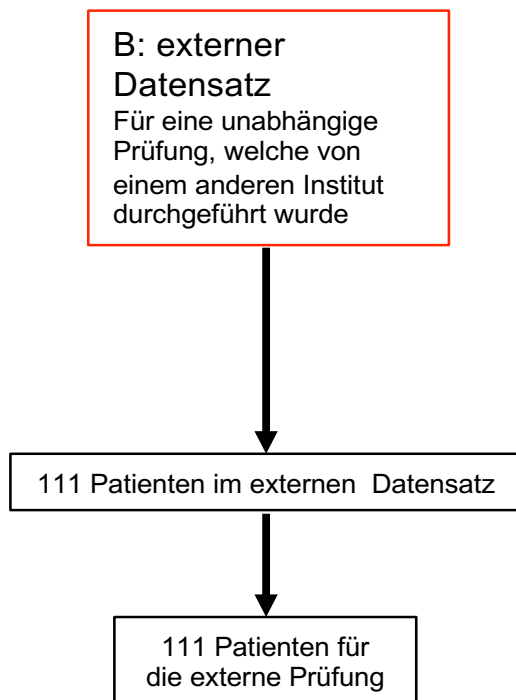 B: externer
Datensatz
Für eine unabhängige
Prüfung, welche von
einem anderen Institut
durchgeführt wurde
111 Patienten im externen Datensatz
111 Patienten für
die externe Prüfung